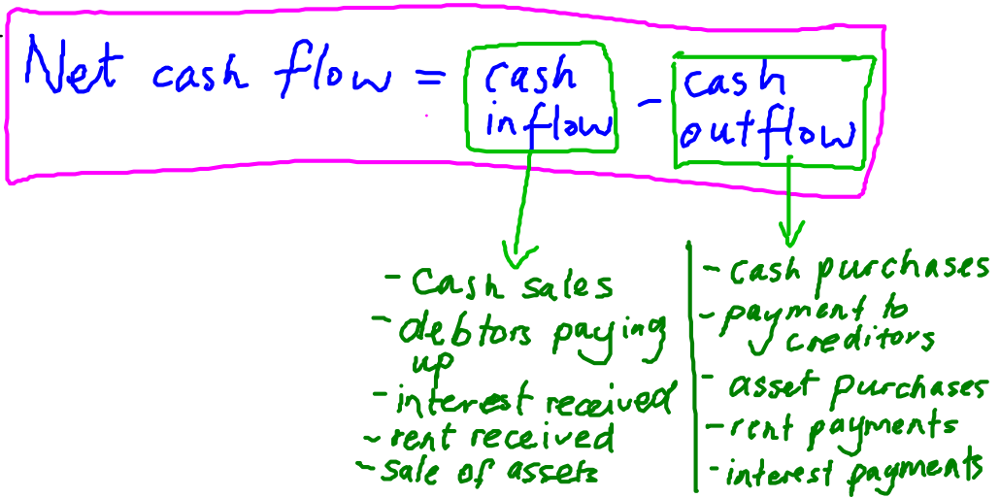 Net cash flow = cash inflow - cash outflow
- Cash sales
- debtors paying up
- interest received
- rent received
- sale of assets
- cash purchases
- payment to creditors
- asset purchases
- rent payments
- interest payments